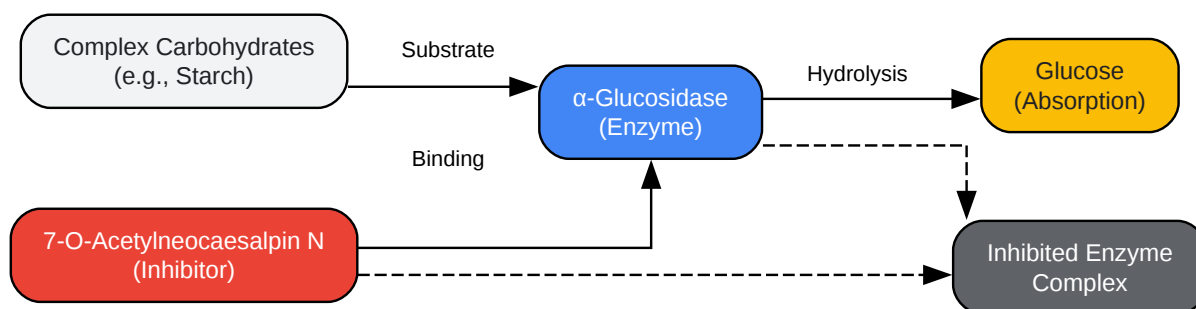 Complex Carbohydrates
(e.g., Starch)
Substrate
α-Glucosidase
(Enzyme)
Hydrolysis
Glucose
(Absorption)
Binding
7-O-Acetylneocaesalpin N
(Inhibitor)
Inhibited Enzyme
Complex